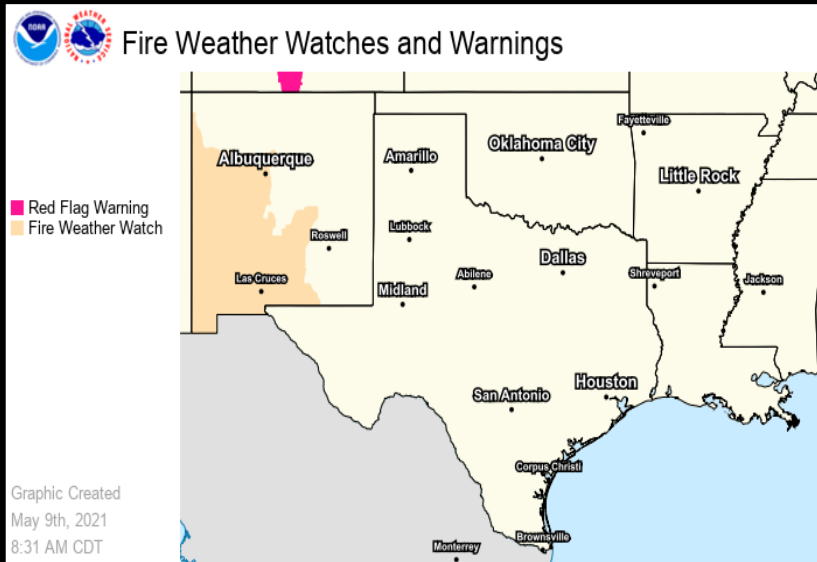 NOAA
Fire Weather Watches and Warnings
Red Flag Warning
Fire Weather Watch
Albuquerque
Roswell
Las Cruces
Amarillo
Lubbock
Midland
Abilene
Oklahoma City
Dallas
Fayetteville
Little Rock
Shreveport
Jackson
San Antonio
Houston
Corpus Christi
Brownsville
Monterrey
Graphic Created
May 9th, 2021
8:31 AM CDT